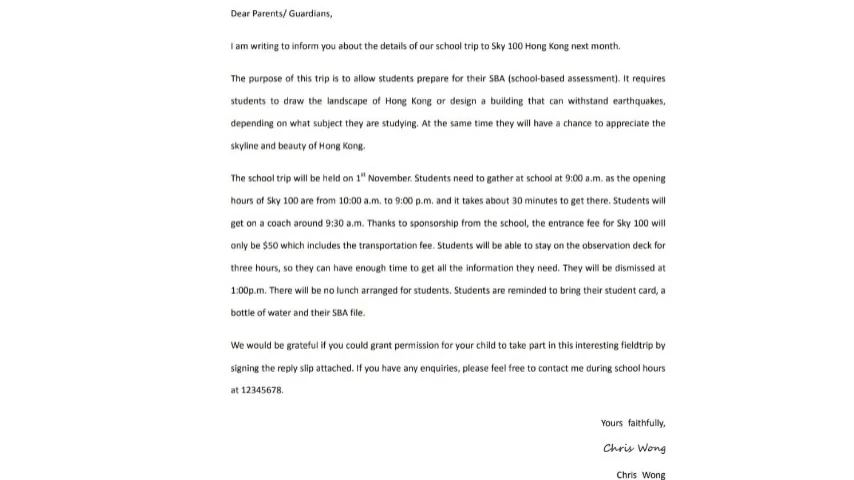 Dear Parents/ Guardians,
I am writing to inform you about the details of our school trip to Sky 100 Hong Kong next month.
The purpose of this trip is to allow students prepare for their SBA (school-based assessment). It requires
students to draw the landscape of Hong Kong or design a building that can withstand earthquakes,
depending on what subject they are studying. At the same time they will have a chance to appreciate the
skyline and beauty of Hong Kong.
The school trip will be held on 1st November. Students need to gather at school at 9:00 a.m. as the opening
hours of Sky 100 are from 10:00 a.m. to 9:00 p.m. and it takes about 30 minutes to get there. Students will
get on a coach around 9:30 a.m. Thanks to sponsorship from the school, the entrance fee for Sky 100 will
only be $50 which includes the transportation fee. Students will be able to stay on the observation deck for
three hours, so they can have enough time to get all the information they need. They will be dismissed at
1:00p.m. There will be no lunch arranged for students. Students are reminded to bring their student card, a
bottle of water and their SBA file.
We would be grateful if you could grant permission for your child to take part in this interesting fieldtrip by
signing the reply slip attached. If you have any enquiries, please feel free to contact me during school hours
at 12345678.
Yours faithfully,
Chris Wong
Chris Wong